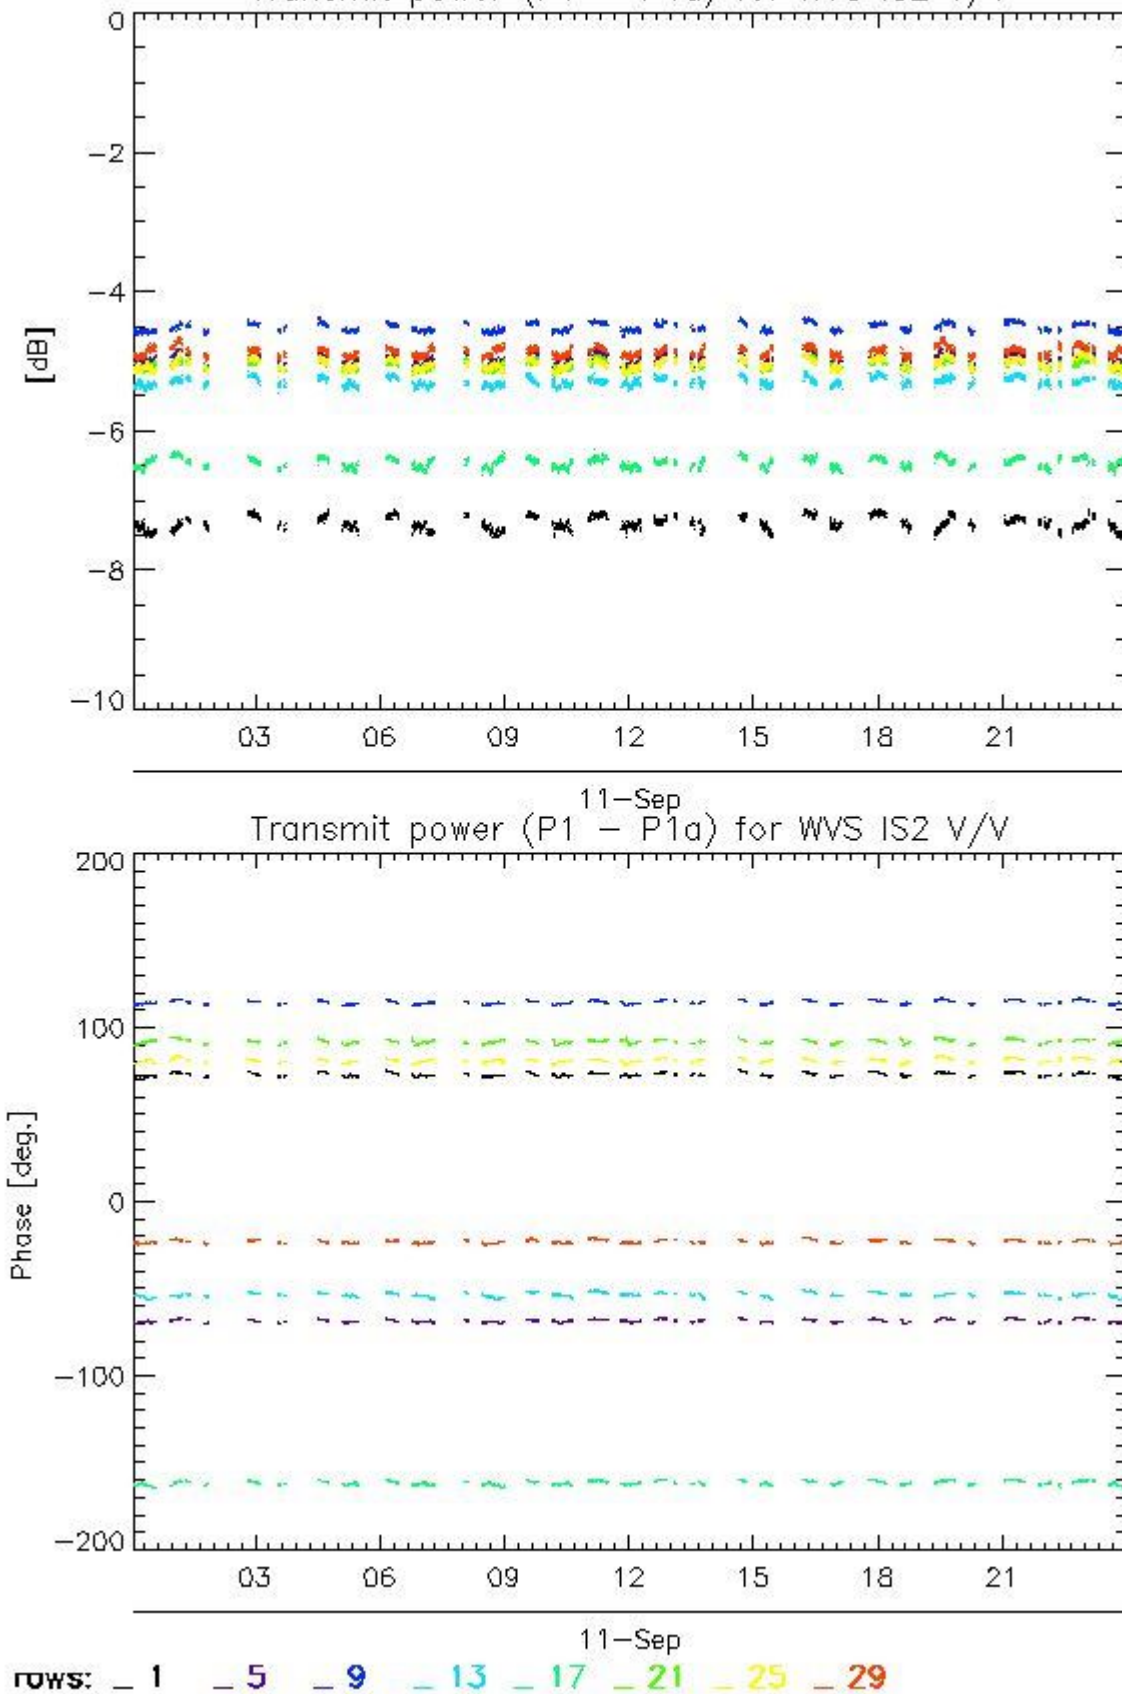 0
−2
−4
[dB]
−6
−8
−10
03 06 09 12 15 18 21
11−Sep
Transmit power (P1 − P1a) for WVS IS2 V/V
200
100
Phase [deg.]
0
−100
−200
03 06 09 12 15 18 21
11−Sep
rows: _ 1 _ 5 _ 9 _ 13 _ 17 _ 21 _ 25 _ 29